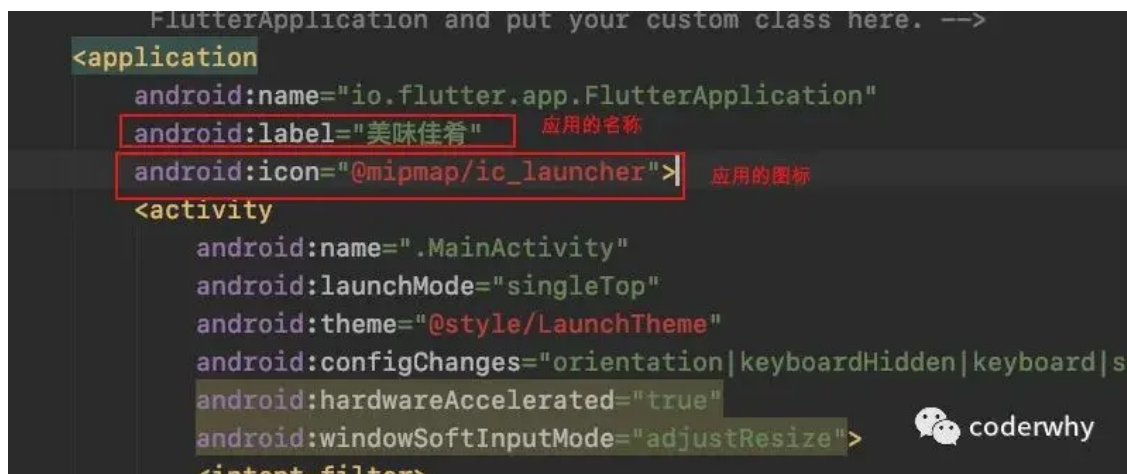 FlutterApplication and put your custom class here. -->
<application
android:name="io.flutter.app.FlutterApplication"
android:label="美味佳肴" 应用的名称
android:icon="@mipmap/ic_launcher"> 应用的图标
<activity
android:name=".MainActivity"
android:launchMode="singleTop"
android:theme="@style/LaunchTheme"
android:configChanges="orientation|keyboardHidden|keyboard|s
android:hardwareAccelerated="true"
android:windowSoftInputMode="adjustResize">
<intent-filter>
coderwhy